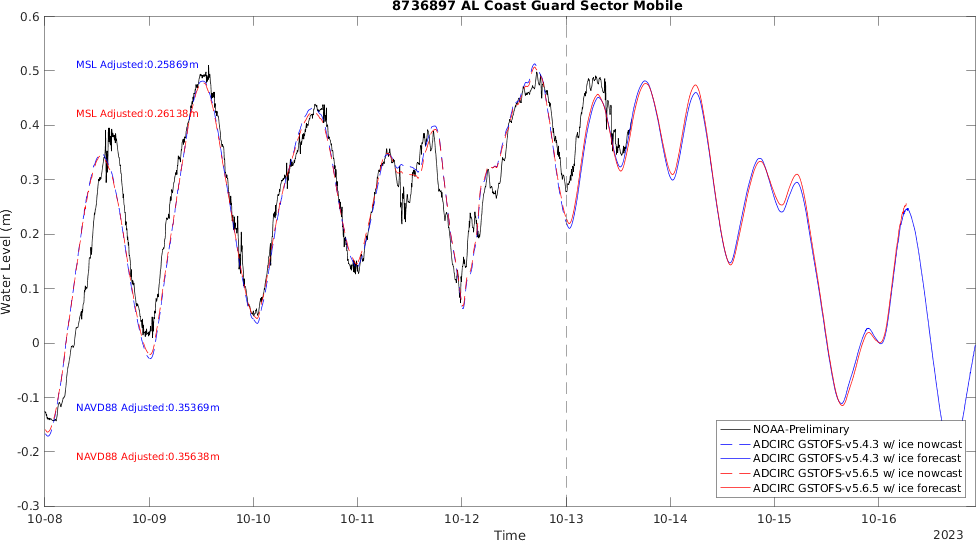 8736897 AL Coast Guard Sector Mobile
0.6
0.5
0.4
0.3
0.2
0.1
0
-0.1
-0.2
-0.3
Water Level (m)
MSL Adjusted:0.25869m
MSL Adjusted:0.26138m
NAVD88 Adjusted:0.35369m
NAVD88 Adjusted:0.35638m
NOAA-Preliminary
ADCIRC GSTOFS-v5.4.3 w/ ice nowcast
ADCIRC GSTOFS-v5.4.3 w/ ice forecast
ADCIRC GSTOFS-v5.6.5 w/ ice nowcast
ADCIRC GSTOFS-v5.6.5 w/ ice forecast
10-08 10-09 10-10 10-11 10-12 10-13 10-14 10-15 10-16
Time
2023